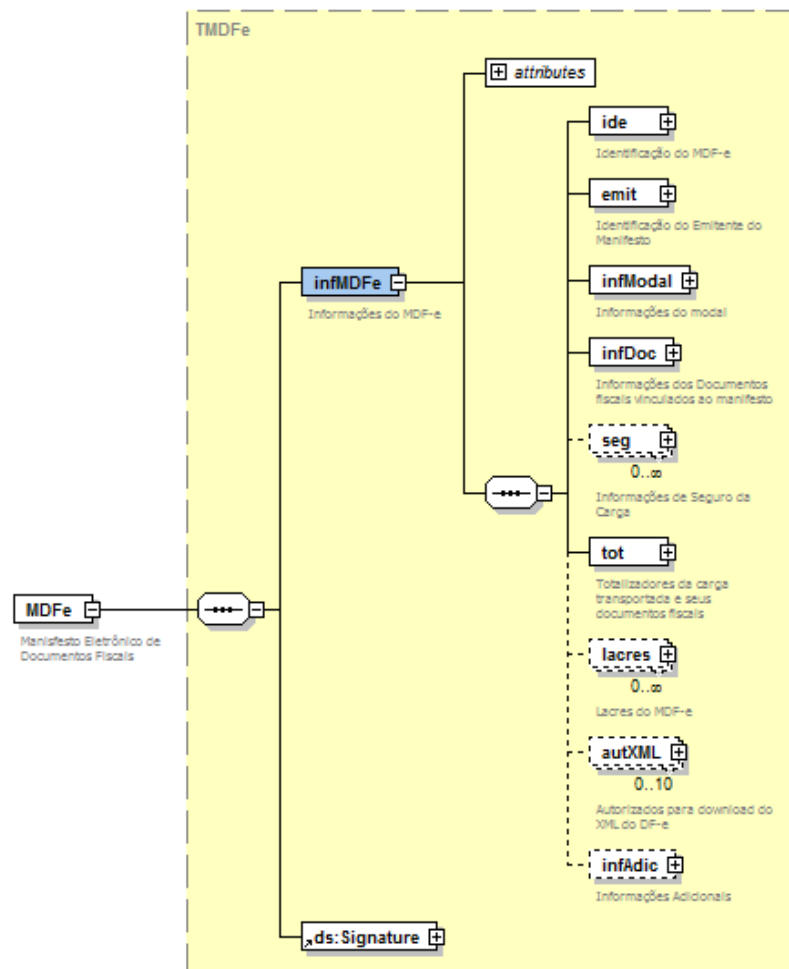 TMDFe
attributes
ide
Identificação do MDF-e
emit
Identificação do Emitente do
Manifesto
infMDFe
Informações do MDF-e
infModal
Informações do modal
infDoc
Informações dos Documentos
fiscais vinculados ao manifesto
seg
0..∞
Informações de Seguro da
Carga
tot
Totalizadores da carga
transportada e seus
documentos fiscais
MDFe
Manisfesto Eletrônico de
Documentos Fiscais
lacres
0..∞
Lacres do MDF-e
autXML
0..10
Autorizados para download do
XML do DF-e
infAdic
Informações Adicionais
ds:Signature